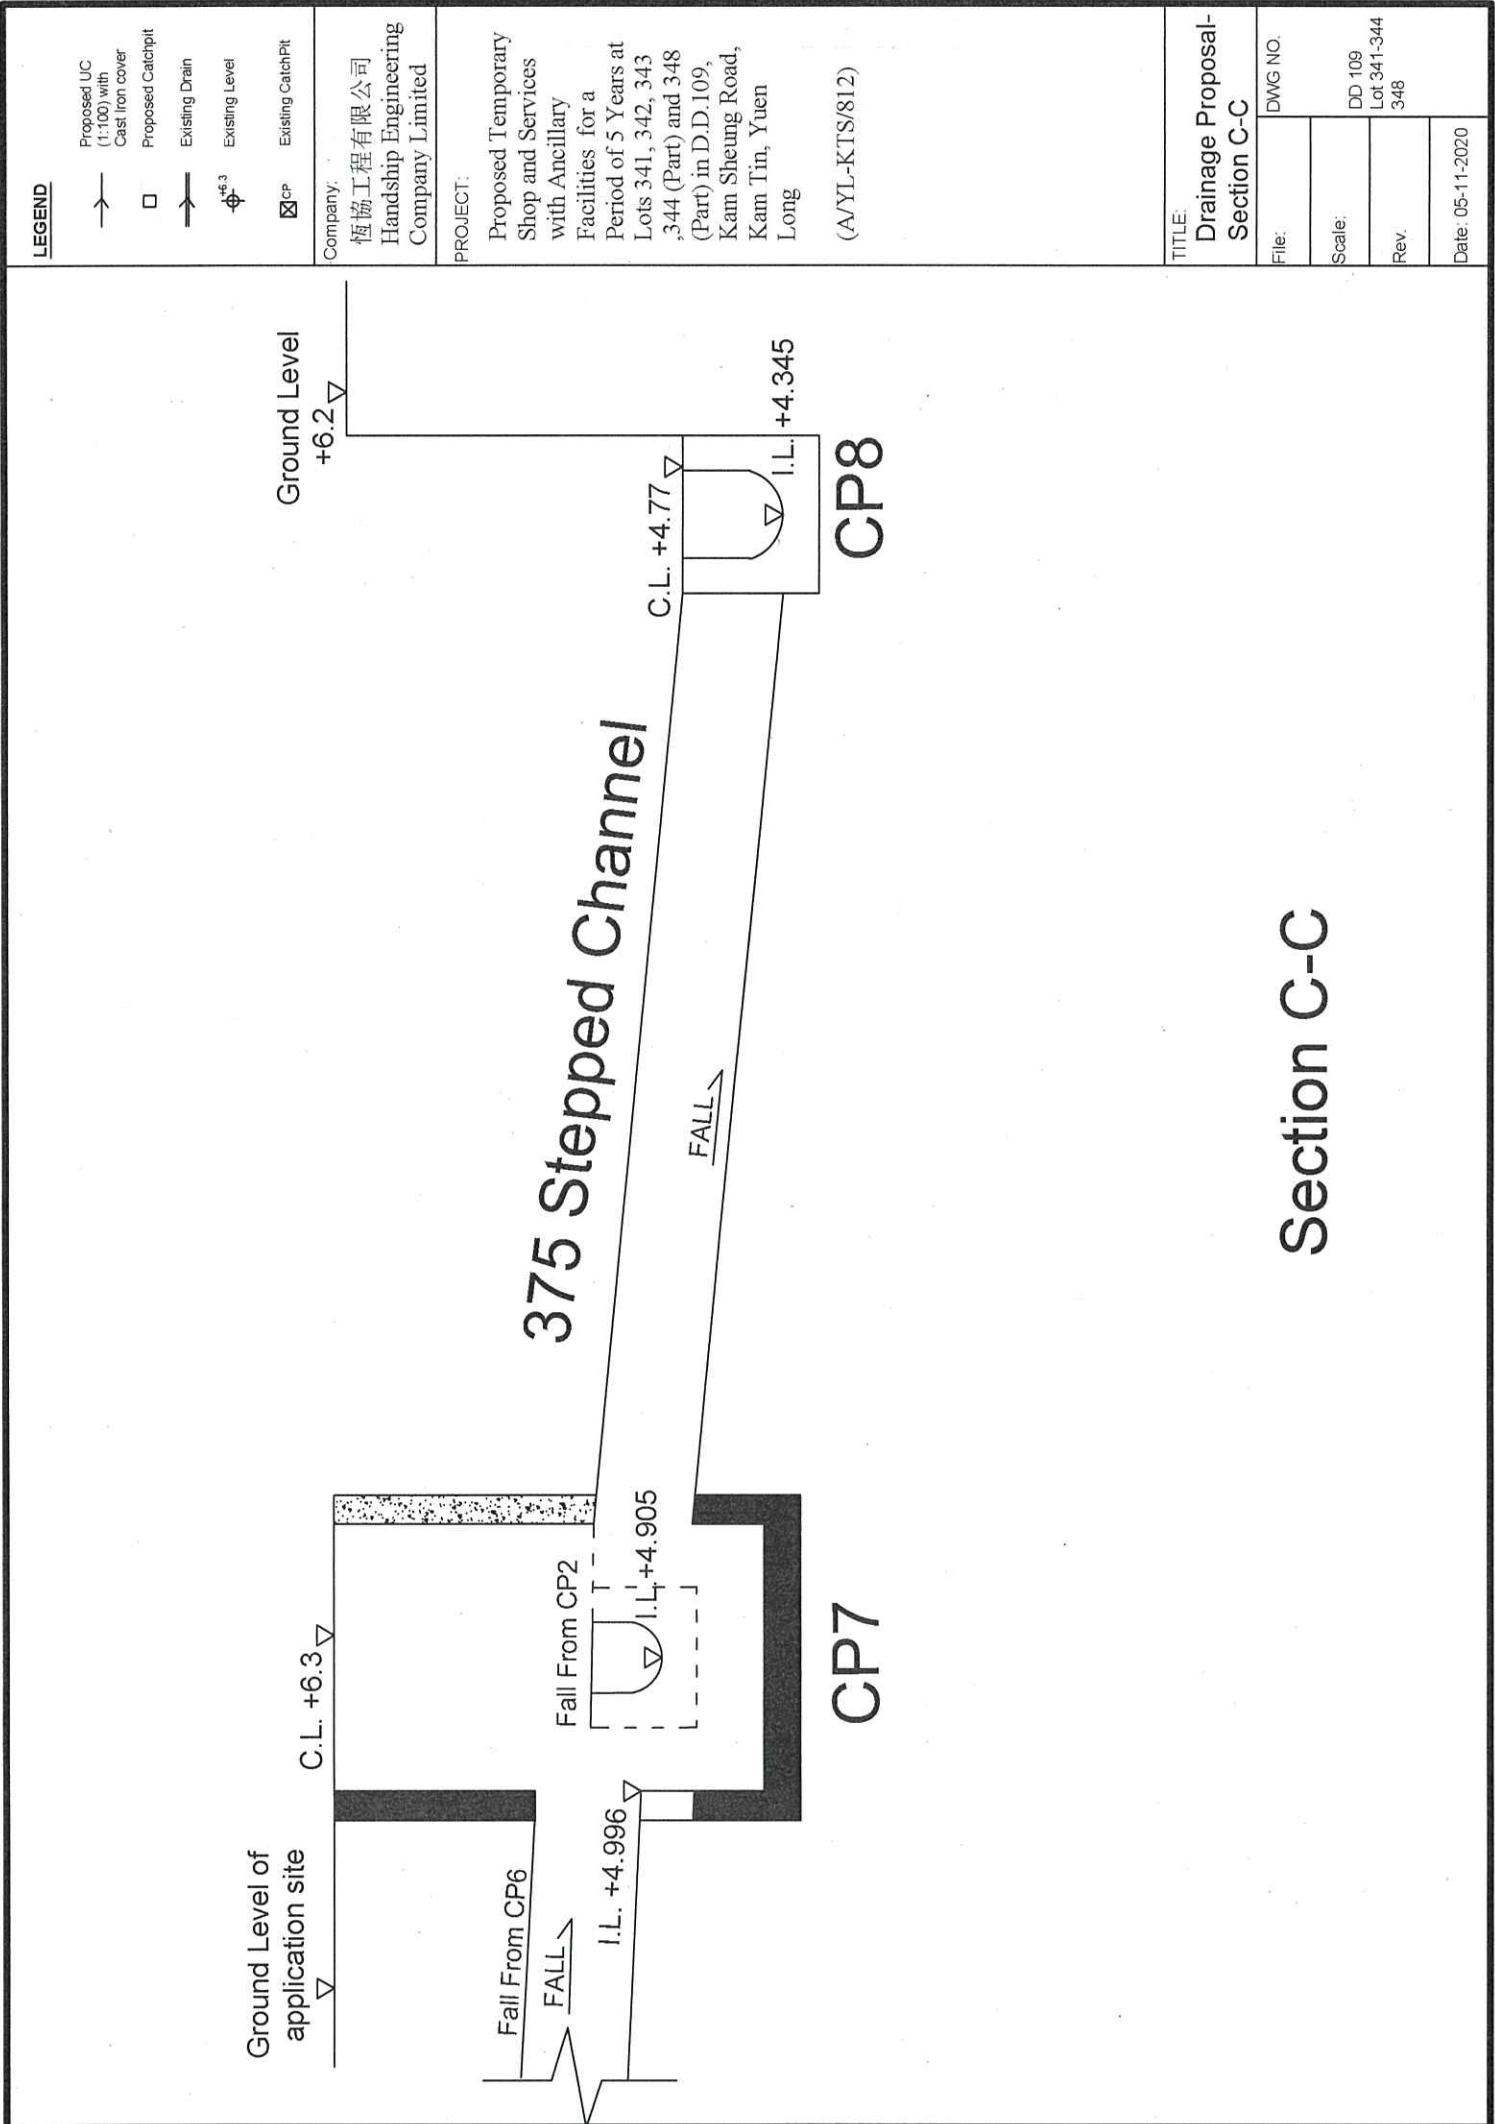 LEGEND
Proposed UC
(1:100) with
Cast Iron cover
Proposed Catchpit
Existing Drain
+6.3
Existing Level
CP
Existing CatchPit
Company:
恆協工程有限公司
Handship Engineering
Company Limited
PROJECT:
Proposed Temporary
Shop and Services
with Ancillary
Facilities for a
Period of 5 Years at
Lots 341, 342, 343
,344 (Part) and 348
(Part) in D.D.109,
Kam Sheung Road,
Kam Tin, Yuen
Long
(A/YL-KTS/812)
TITLE:
Drainage Proposal-
Section C-C
File:
DWG NO.
DD 109
Lot 341-344
348
Scale:
Rev.
Date: 05-11-2020
Ground Level of
application site
C.L. +6.3
Fall From CP6
FALL
I.L. +4.996
Fall From CP2
I.L.+4.905
CP7
375 Stepped Channel
FALL
Ground Level
+6.2
C.L. +4.77
I.L. +4.345
CP8
Section C-C